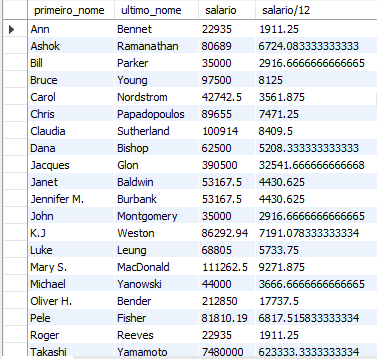 primeiro_nome ultimo_nome salario salario/12
Ann Bennet 22935 1911.25
Ashok Ramanathan 80689 6724.083333333333
Bill Parker 35000 2916.6666666666665
Bruce Young 97500 8125
Carol Nordstrom 42742.5 3561.875
Chris Papadopoulos 89655 7471.25
Claudia Sutherland 100914 8409.5
Dana Bishop 62500 5208.333333333333
Jacques Glon 390500 32541.666666666668
Janet Baldwin 53167.5 4430.625
Jennifer M. Burbank 53167.5 4430.625
John Montgomery 35000 2916.6666666666665
K.J Weston 86292.94 7191.078333333334
Luke Leung 68805 5733.75
Mary S. MacDonald 111262.5 9271.875
Michael Yanowski 44000 3666.6666666666665
Oliver H. Bender 212850 17737.5
Pele Fisher 81810.19 6817.515833333334
Roger Reeves 22935 1911.25
Takashi Yamamoto 7480000 623333.3333333334